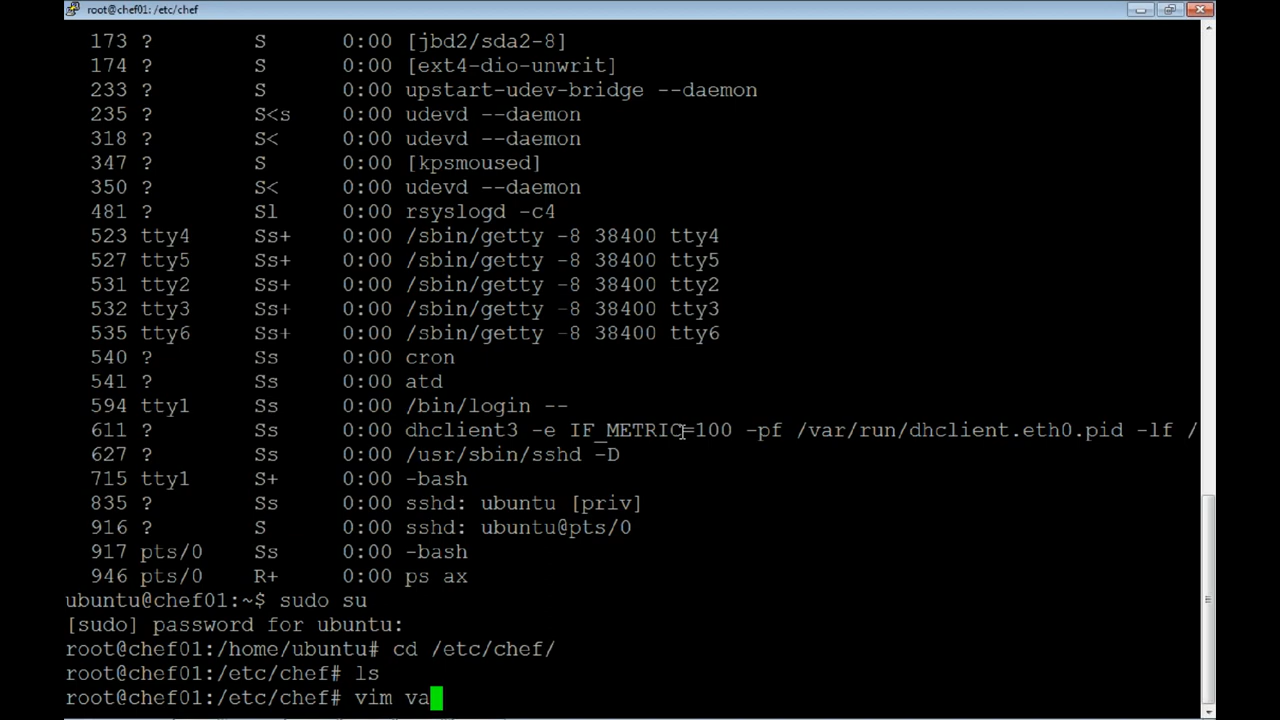 root@chef01: /etc/chef
173 ? S 0:00 [jbd2/sda2-8]
174 ? S 0:00 [ext4-dio-unwrit]
233 ? S 0:00 upstart-udev-bridge --daemon
235 ? S<s 0:00 udevd --daemon
318 ? S< 0:00 udevd --daemon
347 ? S 0:00 [kpsmoused]
350 ? S< 0:00 udevd --daemon
481 ? Sl 0:00 rsyslogd -c4
523 tty4 Ss+ 0:00 /sbin/getty -8 38400 tty4
527 tty5 Ss+ 0:00 /sbin/getty -8 38400 tty5
531 tty2 Ss+ 0:00 /sbin/getty -8 38400 tty2
532 tty3 Ss+ 0:00 /sbin/getty -8 38400 tty3
535 tty6 Ss+ 0:00 /sbin/getty -8 38400 tty6
540 ? Ss 0:00 cron
541 ? Ss 0:00 atd
594 tty1 Ss 0:00 /bin/login --
611 ? Ss 0:00 dhclient3 -e IF_METRIC=100 -pf /var/run/dhclient.eth0.pid -lf /
627 ? Ss 0:00 /usr/sbin/sshd -D
715 tty1 S+ 0:00 -bash
835 ? Ss 0:00 sshd: ubuntu [priv]
916 ? S 0:00 sshd: ubuntu@pts/0
917 pts/0 Ss 0:00 -bash
946 pts/0 R+ 0:00 ps ax
ubuntu@chef01:~$ sudo su
[sudo] password for ubuntu:
root@chef01:/home/ubuntu# cd /etc/chef/
root@chef01:/etc/chef# ls
root@chef01:/etc/chef# vim va